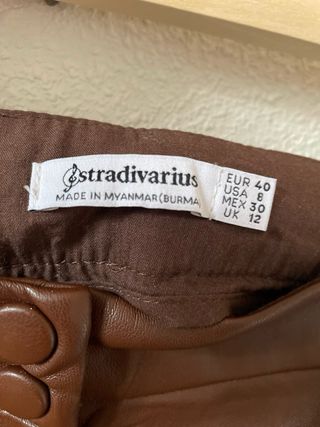 stradivarius
MADE IN MYANMAR (BURMA
EUR 40
USA 8
MEX 30
UK 12